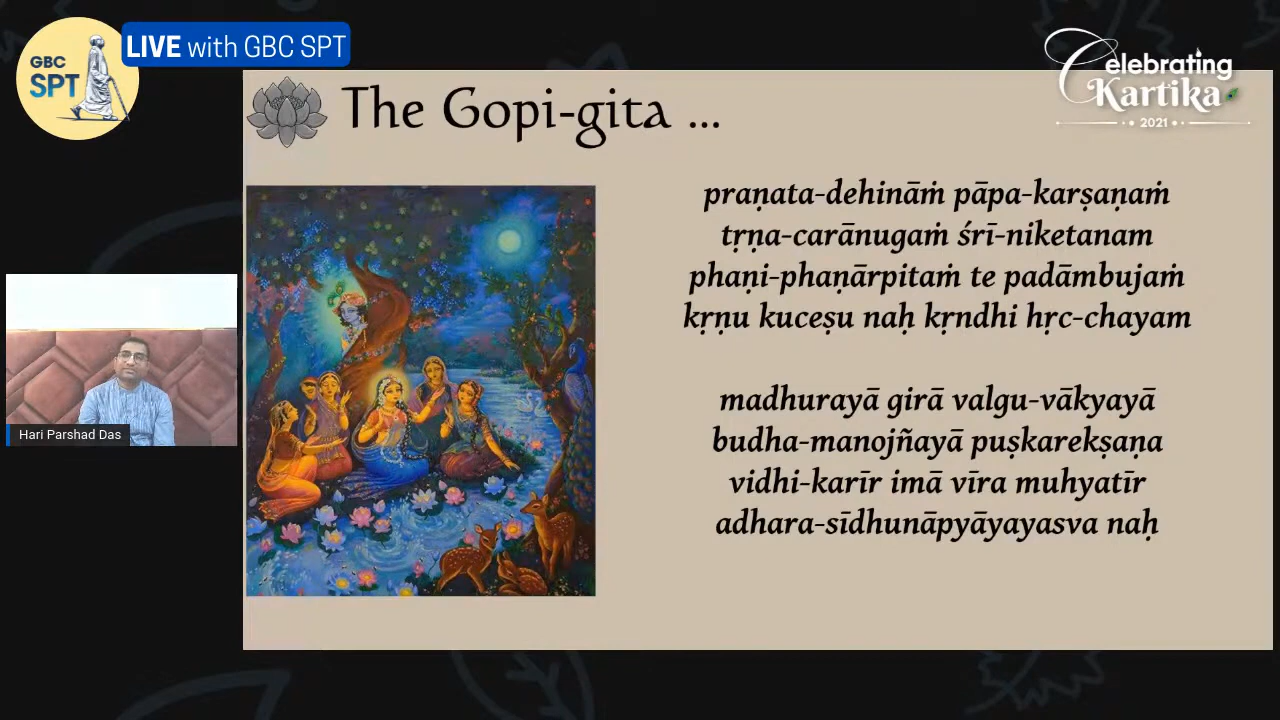 GBC
SPT
LIVE with GBC SPT
Celebrating
Kartika
2021
The Gopi-gita ...
praṇata-dehināṁ pāpa-karṣaṇaṁ
tṛṇa-carānugaṁ śrī-niketanam
phaṇi-phaṇārpitaṁ te padāmbujaṁ
kṛṇu kuceṣu naḥ kṛndhi hṛc-chayam
madhurayā girā valgu-vākyayā
budha-manojñayā puṣkarekṣaṇa
vidhi-karīr imā vīra muhyatīr
adhara-sīdhunāpyāyayasva naḥ
Hari Parshad Das